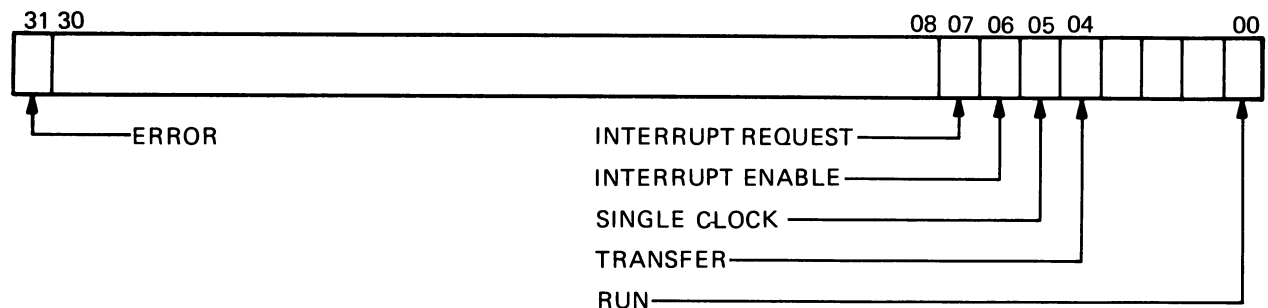 31 30 08 07 06 05 04 00
ERROR INTERRUPT REQUEST
INTERRUPT ENABLE
SINGLE CLOCK
TRANSFER
RUN